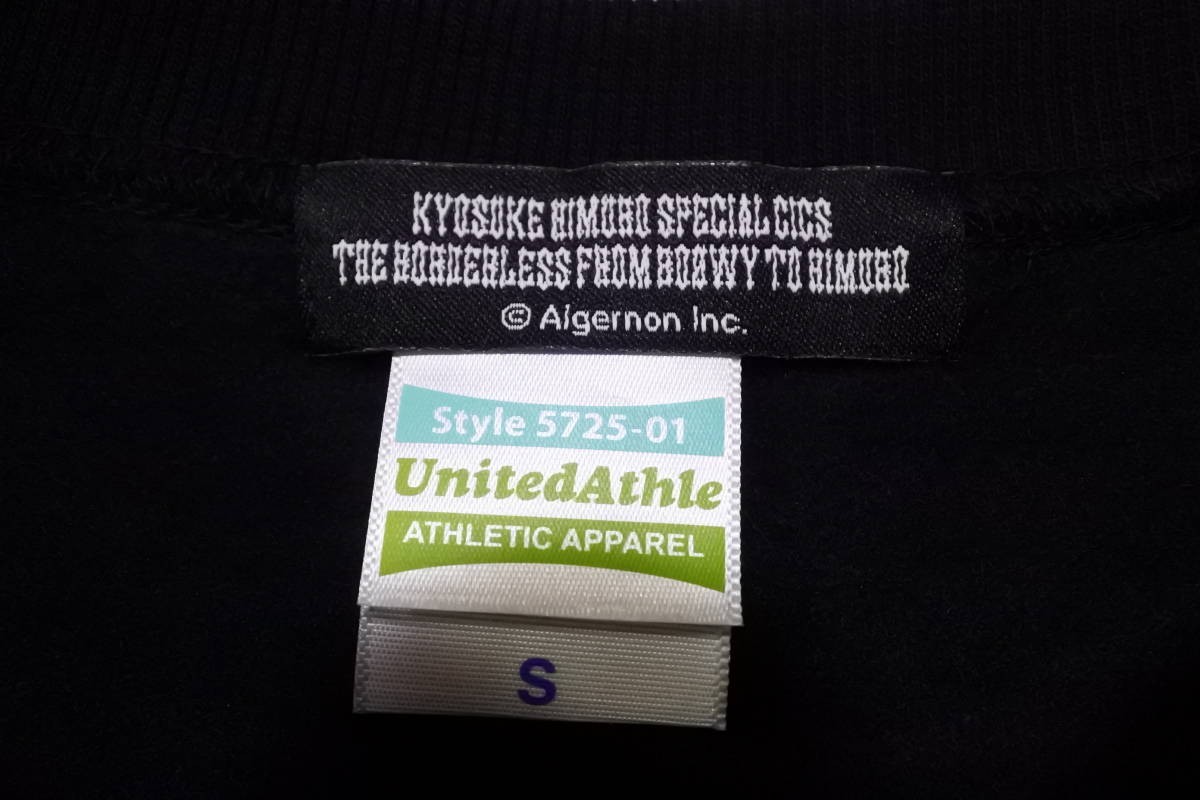 KYOSUKE HIMURO SPECIAL GIGS
THE BORDERLESS FROM BOØWY TO HIMURO
© Algernon Inc.
Style 5725-01
UnitedAthle
ATHLETIC APPAREL
S